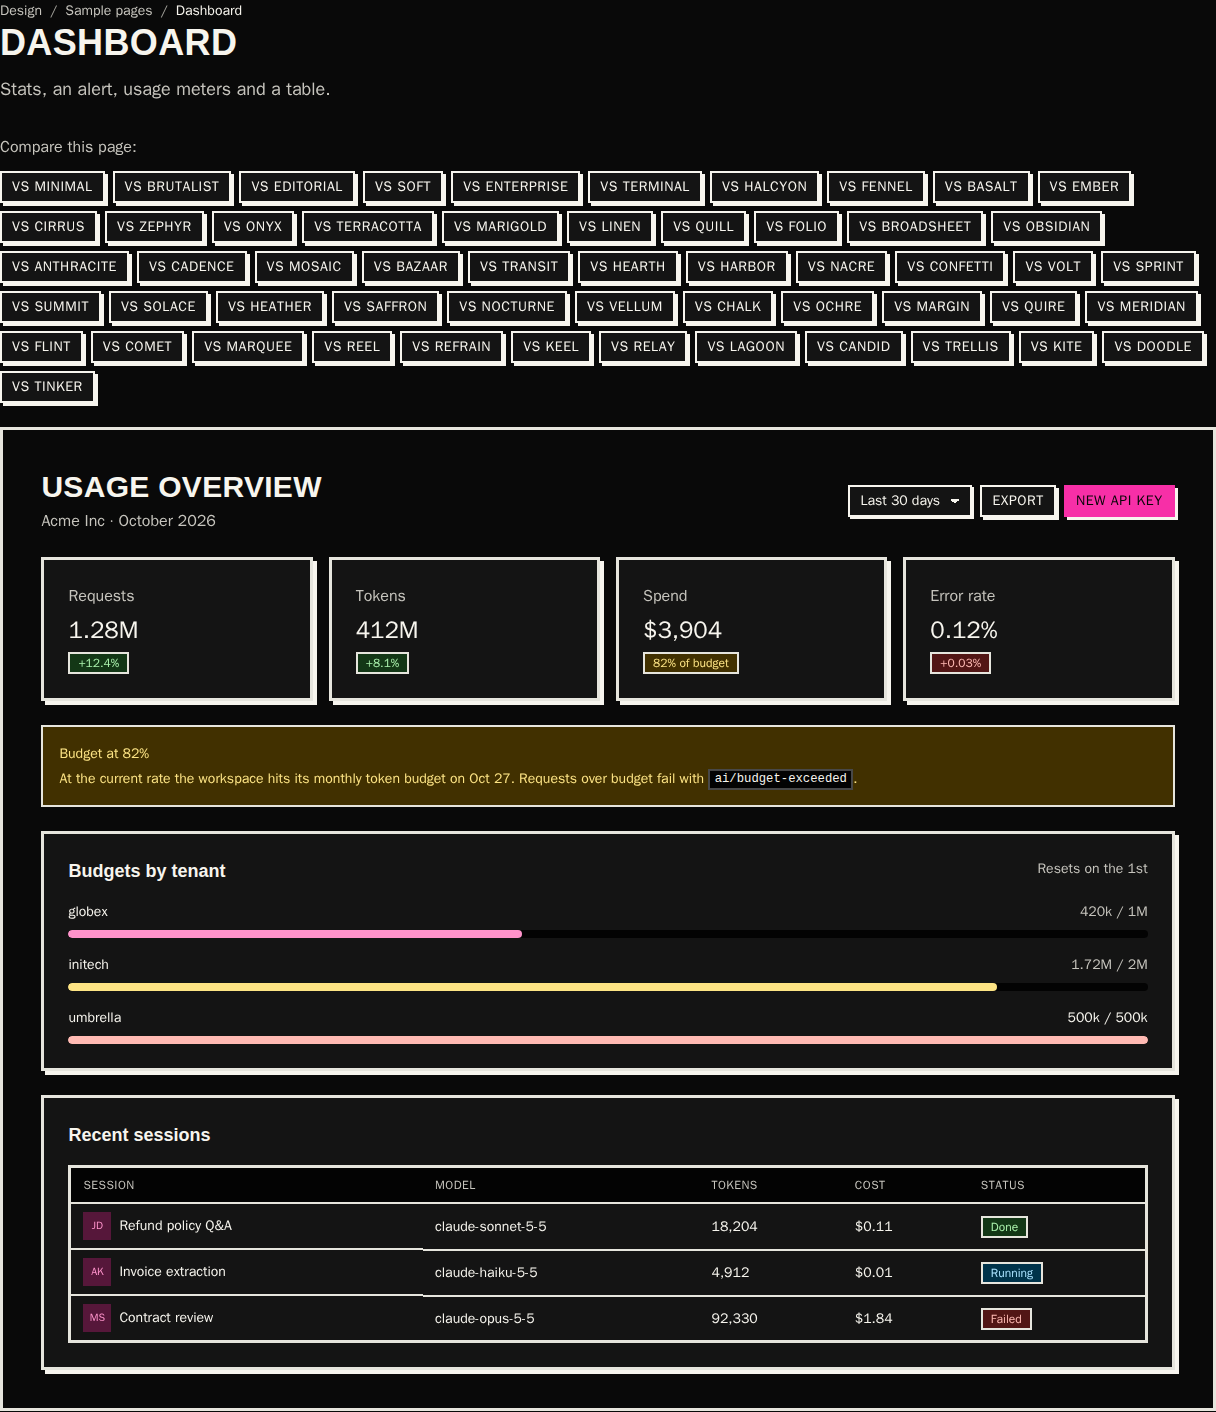 Design / Sample pages / Dashboard
DASHBOARD
Stats, an alert, usage meters and a table.
Compare this page:
VS MINIMAL VS BRUTALIST VS EDITORIAL VS SOFT VS ENTERPRISE VS TERMINAL VS HALCYON VS FENNEL VS BASALT VS EMBER
VS CIRRUS VS ZEPHYR VS ONYX VS TERRACOTTA VS MARIGOLD VS LINEN VS QUILL VS FOLIO VS BROADSHEET VS OBSIDIAN
VS ANTHRACITE VS CADENCE VS MOSAIC VS BAZAAR VS TRANSIT VS HEARTH VS HARBOR VS NACRE VS CONFETTI VS VOLT VS SPRINT
VS SUMMIT VS SOLACE VS HEATHER VS SAFFRON VS NOCTURNE VS VELLUM VS CHALK VS OCHRE VS MARGIN VS QUIRE VS MERIDIAN
VS FLINT VS COMET VS MARQUEE VS REEL VS REFRAIN VS KEEL VS RELAY VS LAGOON VS CANDID VS TRELLIS VS KITE VS DOODLE
VS TINKER
USAGE OVERVIEW
Acme Inc · October 2026
Last 30 days EXPORT NEW API KEY
Requests Tokens Spend Error rate
1.28M 412M $3,904 0.12%
+12.4% +8.1% 82% of budget +0.03%
Budget at 82%
At the current rate the workspace hits its monthly token budget on Oct 27. Requests over budget fail with ai/budget-exceeded.
Budgets by tenant Resets on the 1st
globex 420k / 1M
initech 1.72M / 2M
umbrella 500k / 500k
Recent sessions
SESSION MODEL TOKENS COST STATUS
JD Refund policy Q&A claude-sonnet-5-5 18,204 $0.11 Done
AK Invoice extraction claude-haiku-5-5 4,912 $0.01 Running
MS Contract review claude-opus-5-5 92,330 $1.84 Failed